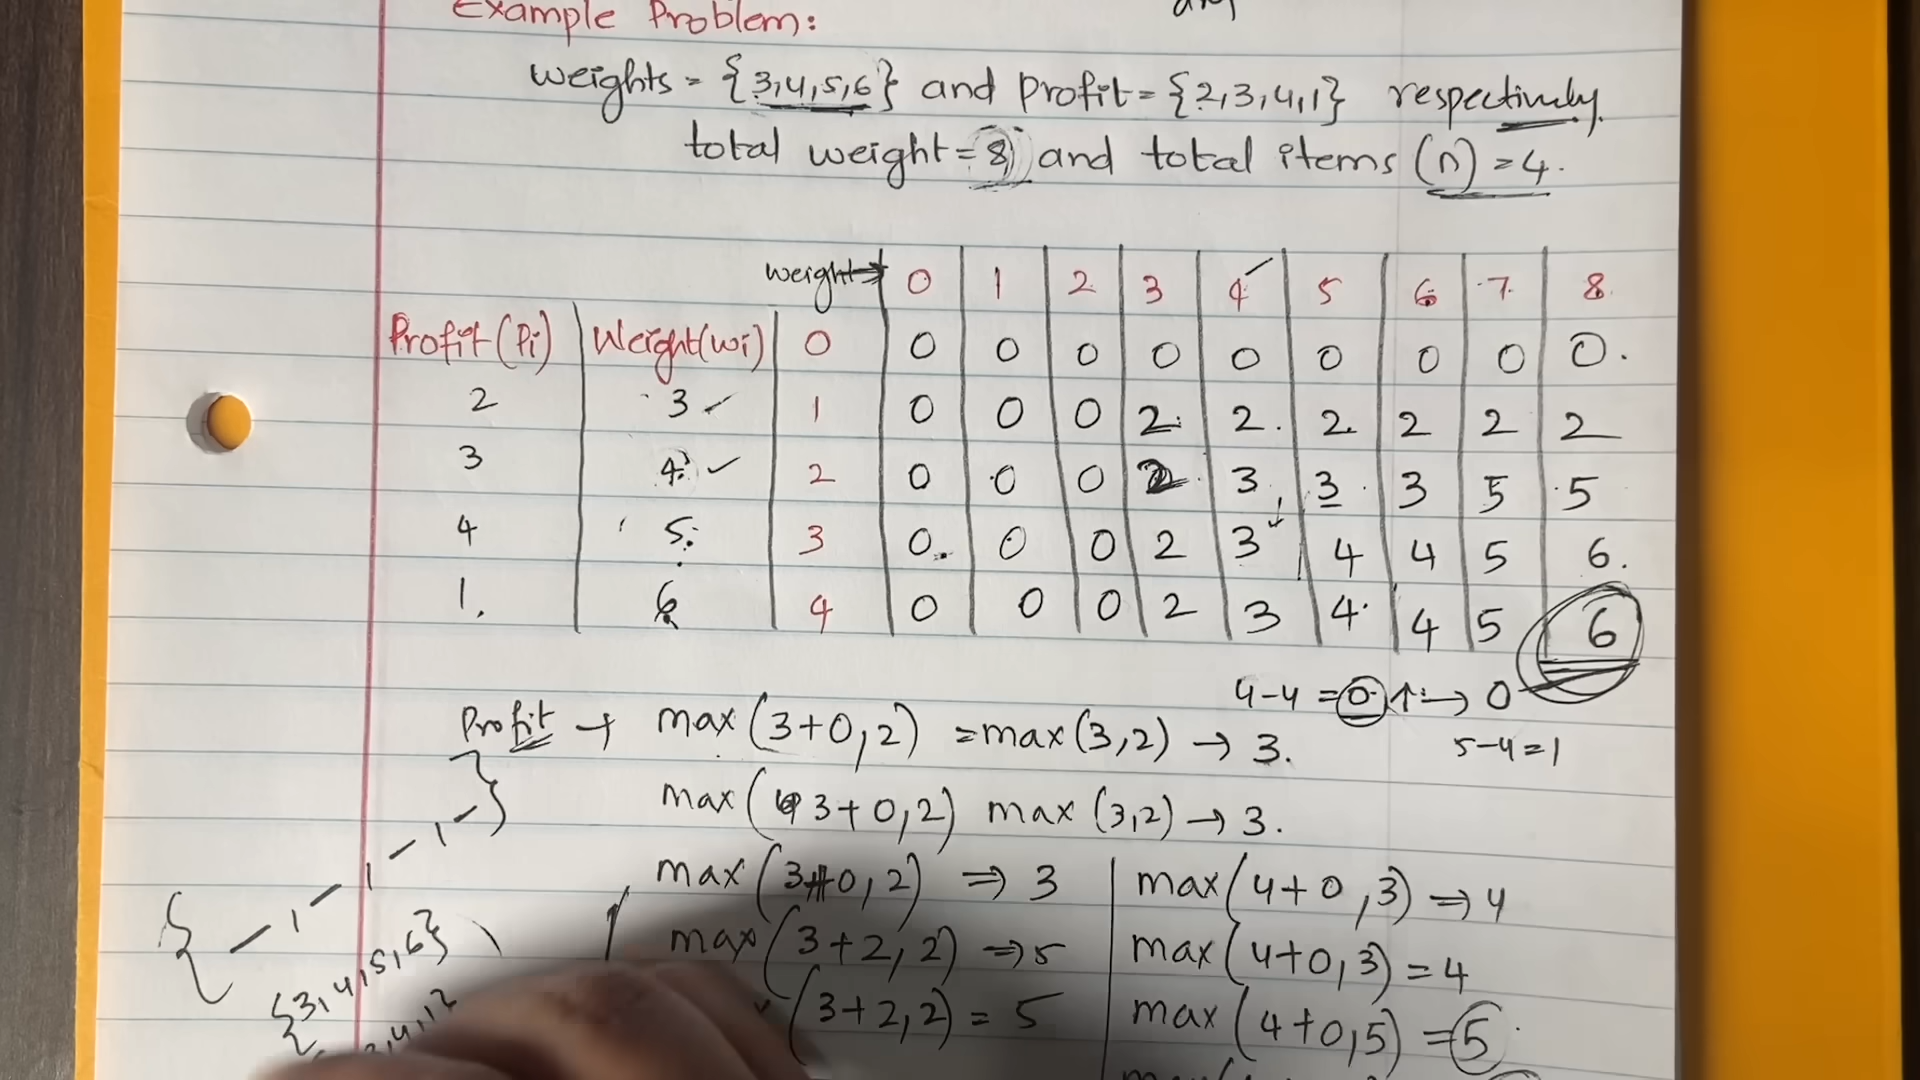 Example Problem:
weights = {3,4,5,6} and Profit = {2,3,4,1} respectively.
total weight = 8 and total items (n) = 4.
weight → 0 1 2 3 4 5 6 7 8
Profit (Pi) Weight(wi) 0 0 0 0 0 0 0 0 0 0.
2 3 ✓ 1 0 0 0 2 2 2 2 2 2
3 4 ✓ 2 0 0 0 2 3 3 3 5 5
4 5 3 0 0 0 2 3 4 4 5 6.
1. 6 4 0 0 0 2 3 4 4 5 6
4-4 = 0 ↑ → 0
Profit → max (3+0,2) = max (3,2) → 3.
5-4 = 1
max (3+0,2) max (3,2) → 3.
max (3+0,2) ⇒ 3 max (4+0,3) ⇒ 4
max (3+2,2) ⇒ 5 max (4+0,3) = 4
(3+2,2) = 5 max (4+0,5) = 5
{3,4,5,6}